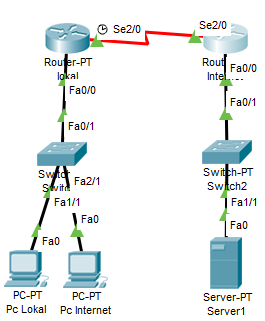 Se2/0
Se2/0
Router-PT
lokal
Fa0/0
Fa0/0
Fa0/1
Fa0/1
Switch-PT
Switch2
Fa2/1
Fa1/1
Fa1/1
Fa0
Fa0
Fa0
PC-PT
Pc Lokal
PC-PT
Pc Internet
Server-PT
Server1